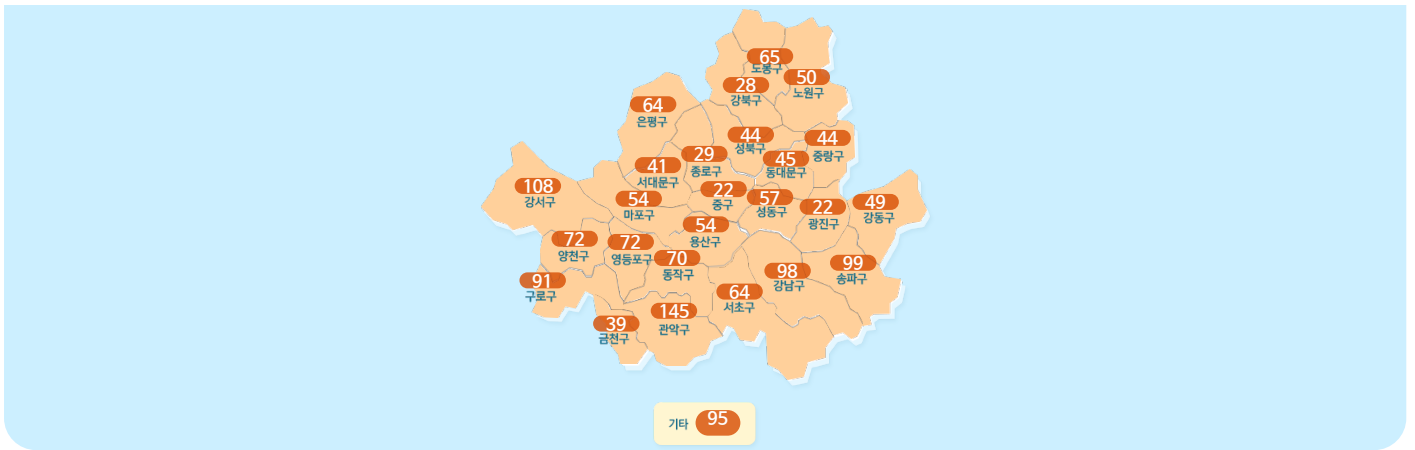 65
도봉구
28
강북구
50
노원구
64
은평구
44
성북구
44
중랑구
29
종로구
45
동대문구
41
서대문구
108
강서구
54
마포구
22
중구
57
성동구
22
광진구
49
강동구
54
용산구
72
양천구
72
영등포구
70
동작구
99
송파구
98
강남구
91
구로구
64
서초구
145
관악구
39
금천구
기타 95